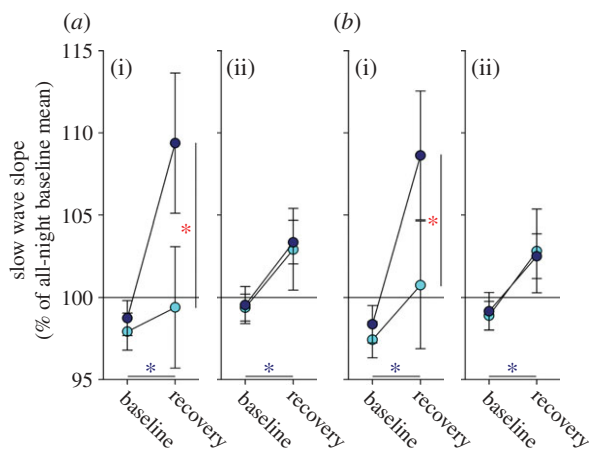 (a) (b)
(i) (ii) (i) (ii)
slow wave slope
(% of all-night baseline mean)
115
110
105
100
95
* * * * * *
baseline recovery baseline recovery baseline recovery baseline recovery